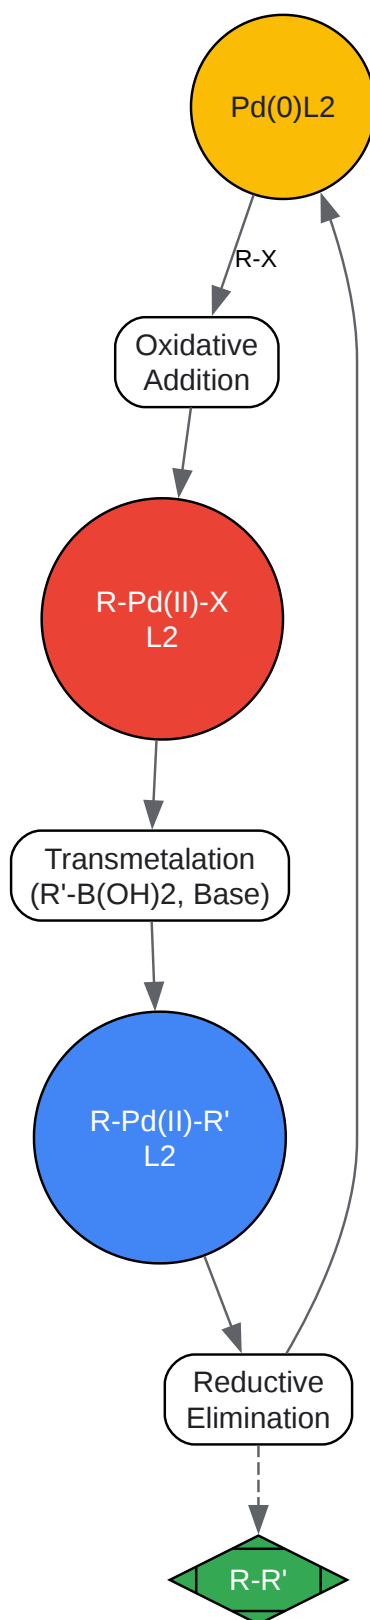 Pd(0)L2
R-X
Oxidative
Addition
R-Pd(II)-X
L2
Transmetalation
(R'-B(OH)2, Base)
R-Pd(II)-R'
L2
Reductive
Elimination
R-R'